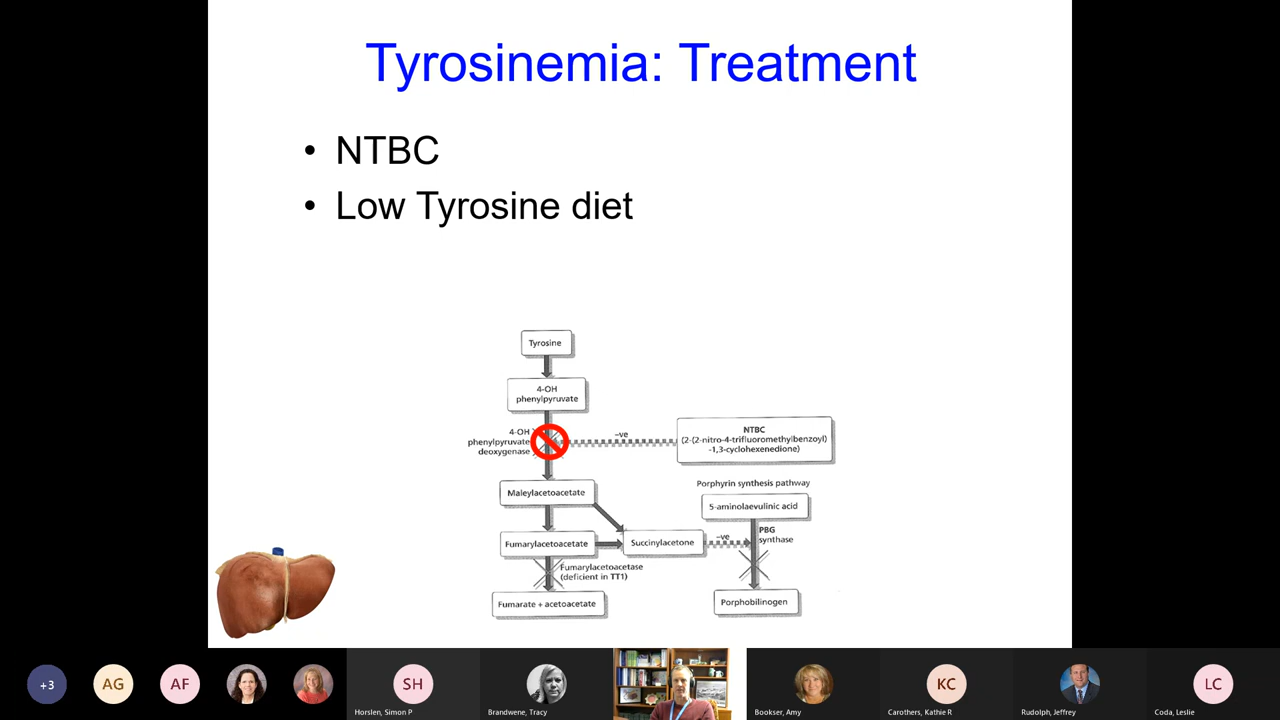 Tyrosinemia: Treatment
• NTBC
• Low Tyrosine diet
Tyrosine
4-OH
phenylpyruvate
4-OH
phenylpyruvate
deoxygenase
–ve
NTBC
(2-(2-nitro-4-trifluoromethylbenzoyl)
-1,3-cyclohexenedione)
Maleylacetoacetate
Porphyrin synthesis pathway
5-aminolaevulinic acid
PBG
synthase
Fumarylacetoacetate
Succinylacetone
–ve
Fumarylacetoacetase
(deficient in TT1)
Fumarate + acetoacetate
Porphobilinogen
+3
AG
AF
SH
KC
LC
Horslen, Simon P
Brandwene, Tracy
Bookser, Amy
Carothers, Kathie R
Rudolph, Jeffrey
Coda, Leslie